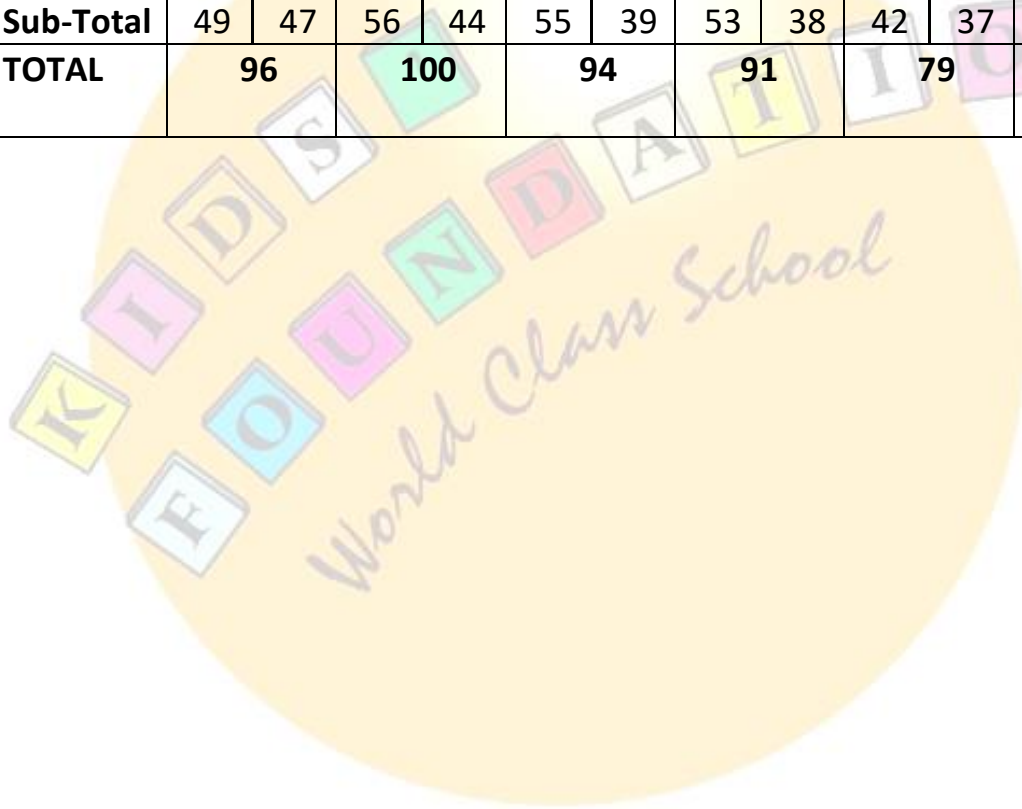 Sub-Total 49 47 56 44 55 39 53 38 42 37
TOTAL 96 100 94 91 79
KIDS
FOUNDATIO
World Class School